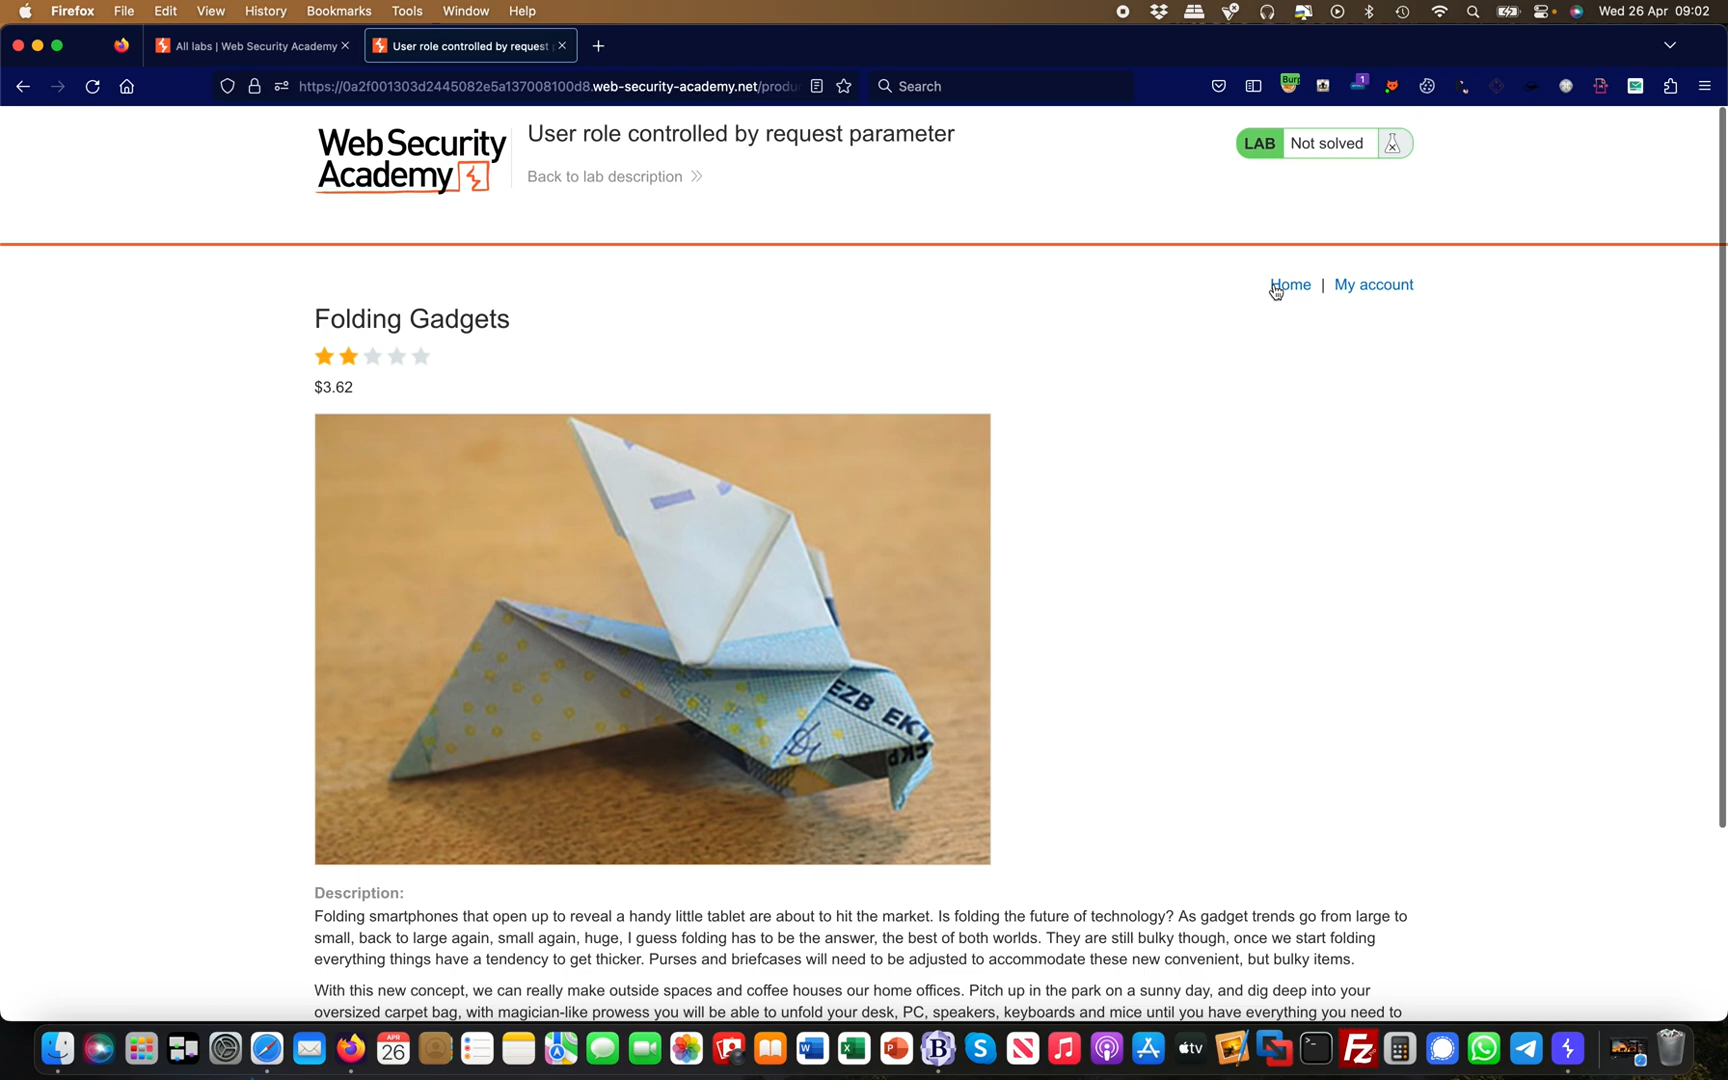 Firefox File Edit View History Bookmarks Tools Window Help Wed 26 Apr 09:02
All labs | Web Security Academy
User role controlled by request
https://0a2f001303d2445082e5a137008100d8.web-security-academy.net/produ
Search
Burp
1
Web Security
Academy
User role controlled by request parameter
Back to lab description
LAB Not solved
Home | My account
Folding Gadgets
$3.62
EZB EKT
EKP
Description:
Folding smartphones that open up to reveal a handy little tablet are about to hit the market. Is folding the future of technology? As gadget trends go from large to
small, back to large again, small again, huge, I guess folding has to be the answer, the best of both worlds. They are still bulky though, once we start folding
everything things have a tendency to get thicker. Purses and briefcases will need to be adjusted to accommodate these new convenient, but bulky items.
With this new concept, we can really make outside spaces and coffee houses our home offices. Pitch up in the park on a sunny day, and dig deep into your
oversized carpet bag, with magician-like prowess you will be able to unfold your desk, PC, speakers, keyboards and mice until you have everything you need to
APR
26
tv